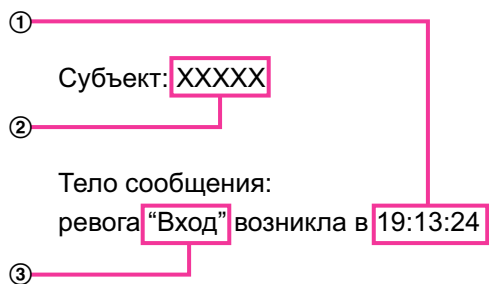 ①
Субъект: XXXXX
②
Тело сообщения:
ревога “Вход” возникла в 19:13:24
③